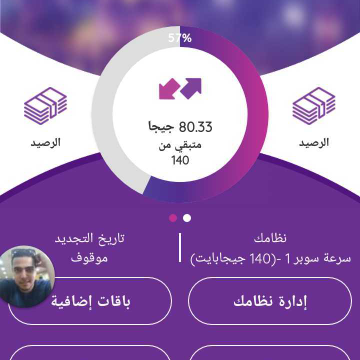 57%
80.33 جيجا
متبقي من
140
الرصيد
الرصيد
نظامك
سرعة سوبر 1 -(140 جيجابايت)
تاريخ التجديد
موقوف
إدارة نظامك
باقات إضافية